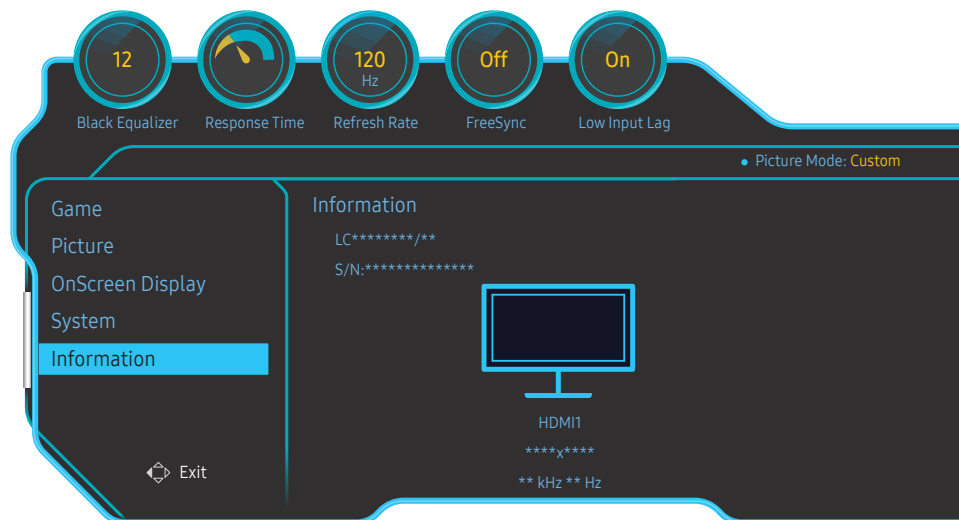 12
120
Hz
Off
On
Black Equalizer
Response Time
Refresh Rate
FreeSync
Low Input Lag
Picture Mode: Custom
Game
Picture
OnScreen Display
System
Information
Exit
Information
LC********/**
S/N:**************
HDMI1
****x****
** kHz ** Hz